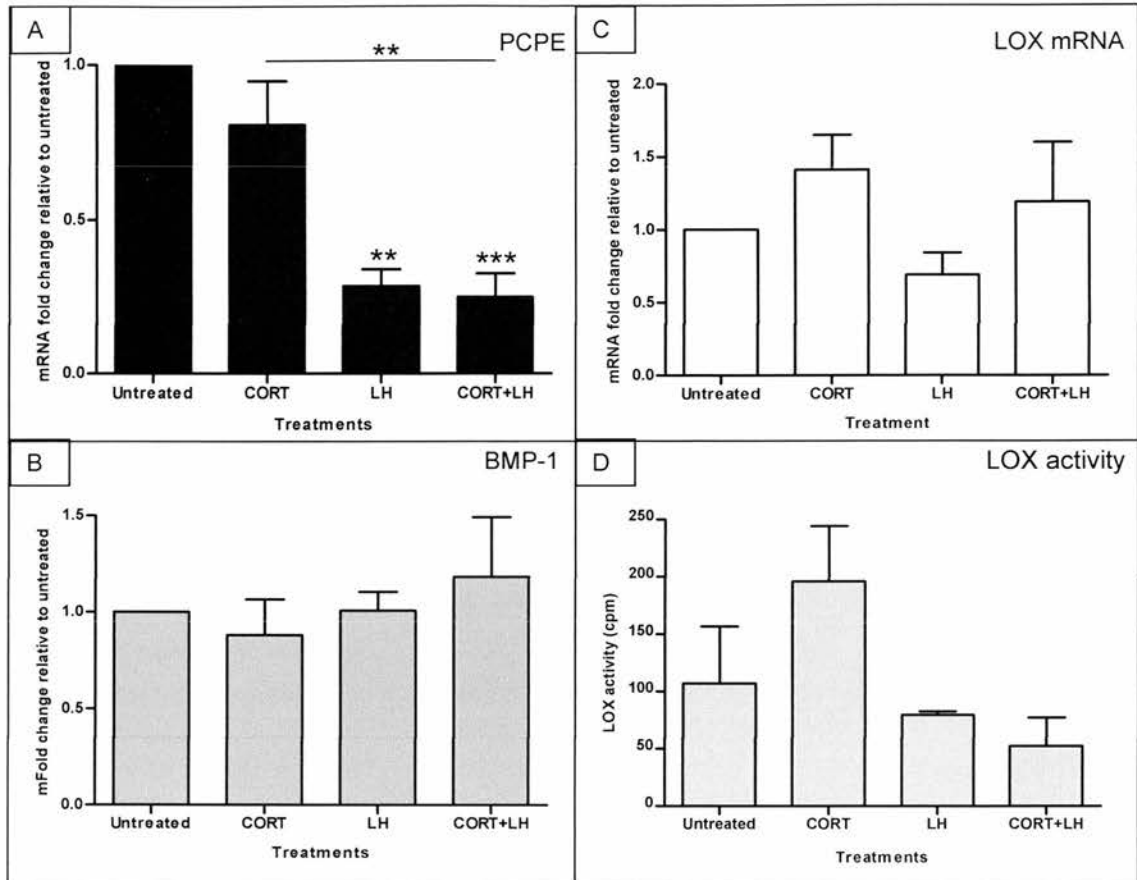 A
PCPE
**
mRNA fold change relative to untreated
1.0
0.5
0.0
**
***
Untreated CORT LH CORT+LH
Treatments
C
LOX mRNA
mRNA fold change relative to untreated
2.0
1.5
1.0
0.5
0.0
Untreated CORT LH CORT+LH
Treatment
B
BMP-1
mFold change relative to untreated
1.5
1.0
0.5
0.0
Untreated CORT LH CORT+LH
Treatments
D
LOX activity
LOX activity (cpm)
250
200
150
100
50
0
Untreated CORT LH CORT+LH
Treatments